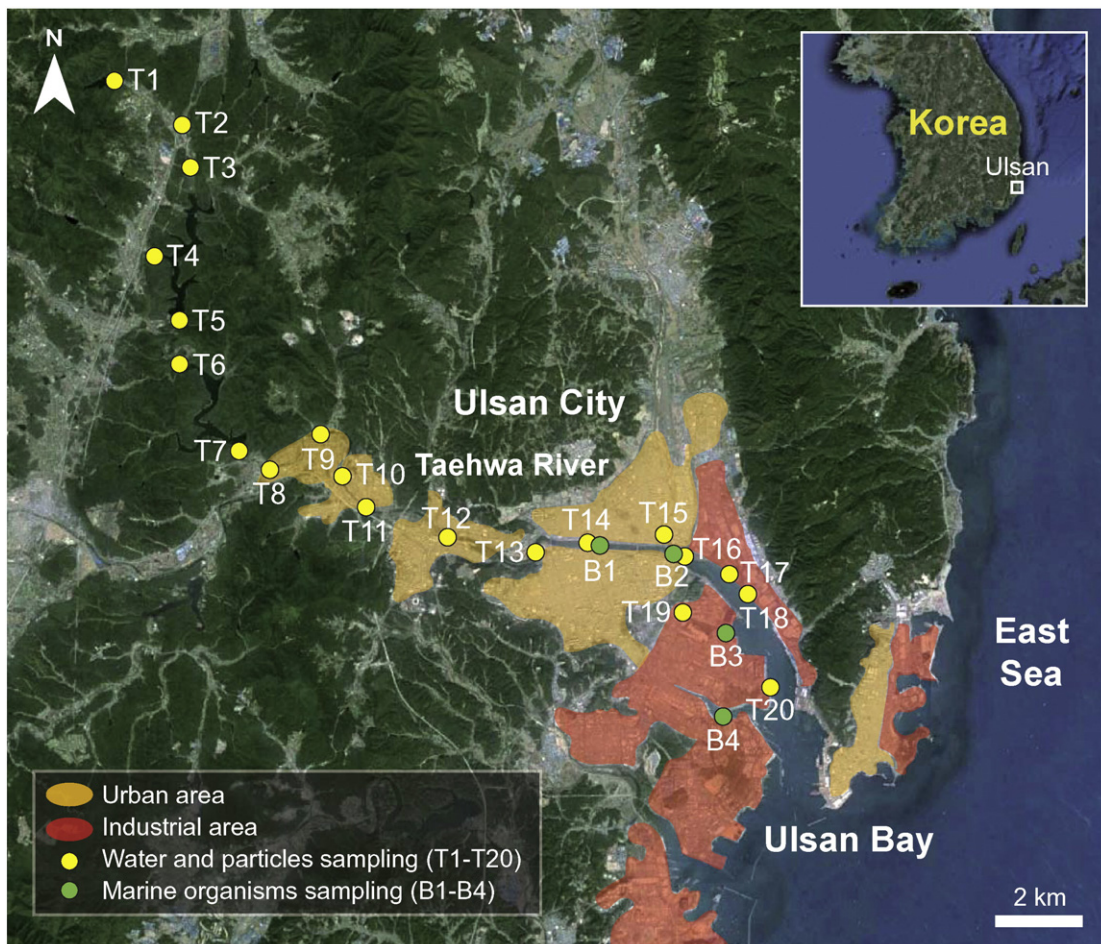 N
T1
T2
T3
T4
T5
T6
T7
T8
T9
T10
T11
T12
T13
T14
T15
T16
T17
T18
T19
T20
B1
B2
B3
B4
Korea
Ulsan
Ulsan City
Taehwa River
East
Sea
Ulsan Bay
Urban area
Industrial area
Water and particles sampling (T1-T20)
Marine organisms sampling (B1-B4)
2 km